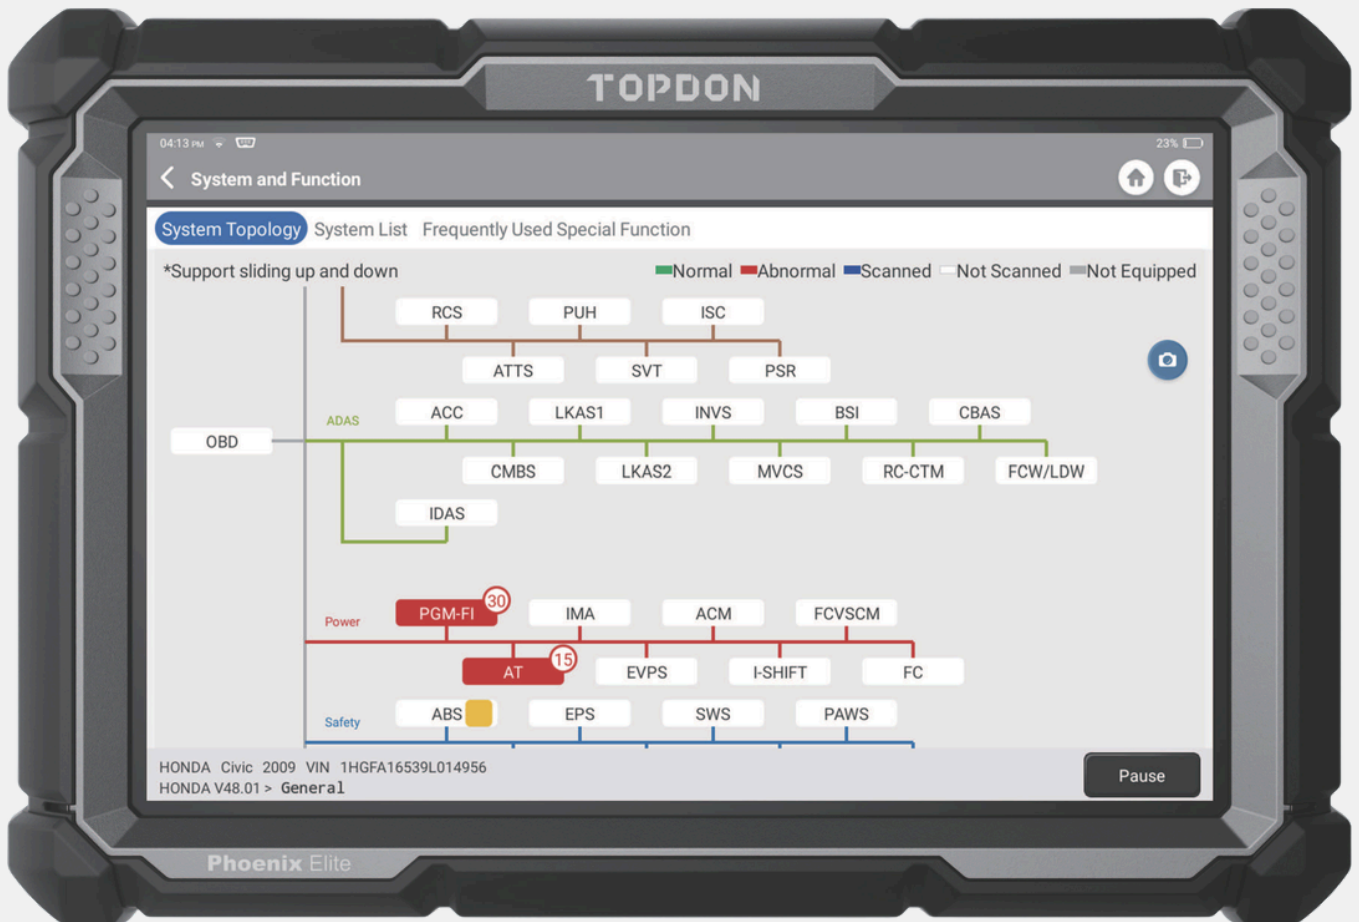 TOPDON
04:13 PM
23%
System and Function
System Topology System List Frequently Used Special Function
*Support sliding up and down
Normal Abnormal Scanned Not Scanned Not Equipped
RCS PUH ISC
ATTS SVT PSR
ADAS ACC LKAS1 INVS BSI CBAS
OBD
CMBS LKAS2 MVCS RC-CTM FCW/LDW
IDAS
Power PGM-FI 30 IMA ACM FCVSCM
AT 15 EVPS I-SHIFT FC
Safety ABS EPS SWS PAWS
HONDA Civic 2009 VIN 1HGFA16539L014956
HONDA V48.01 > General
Pause
Phoenix Elite